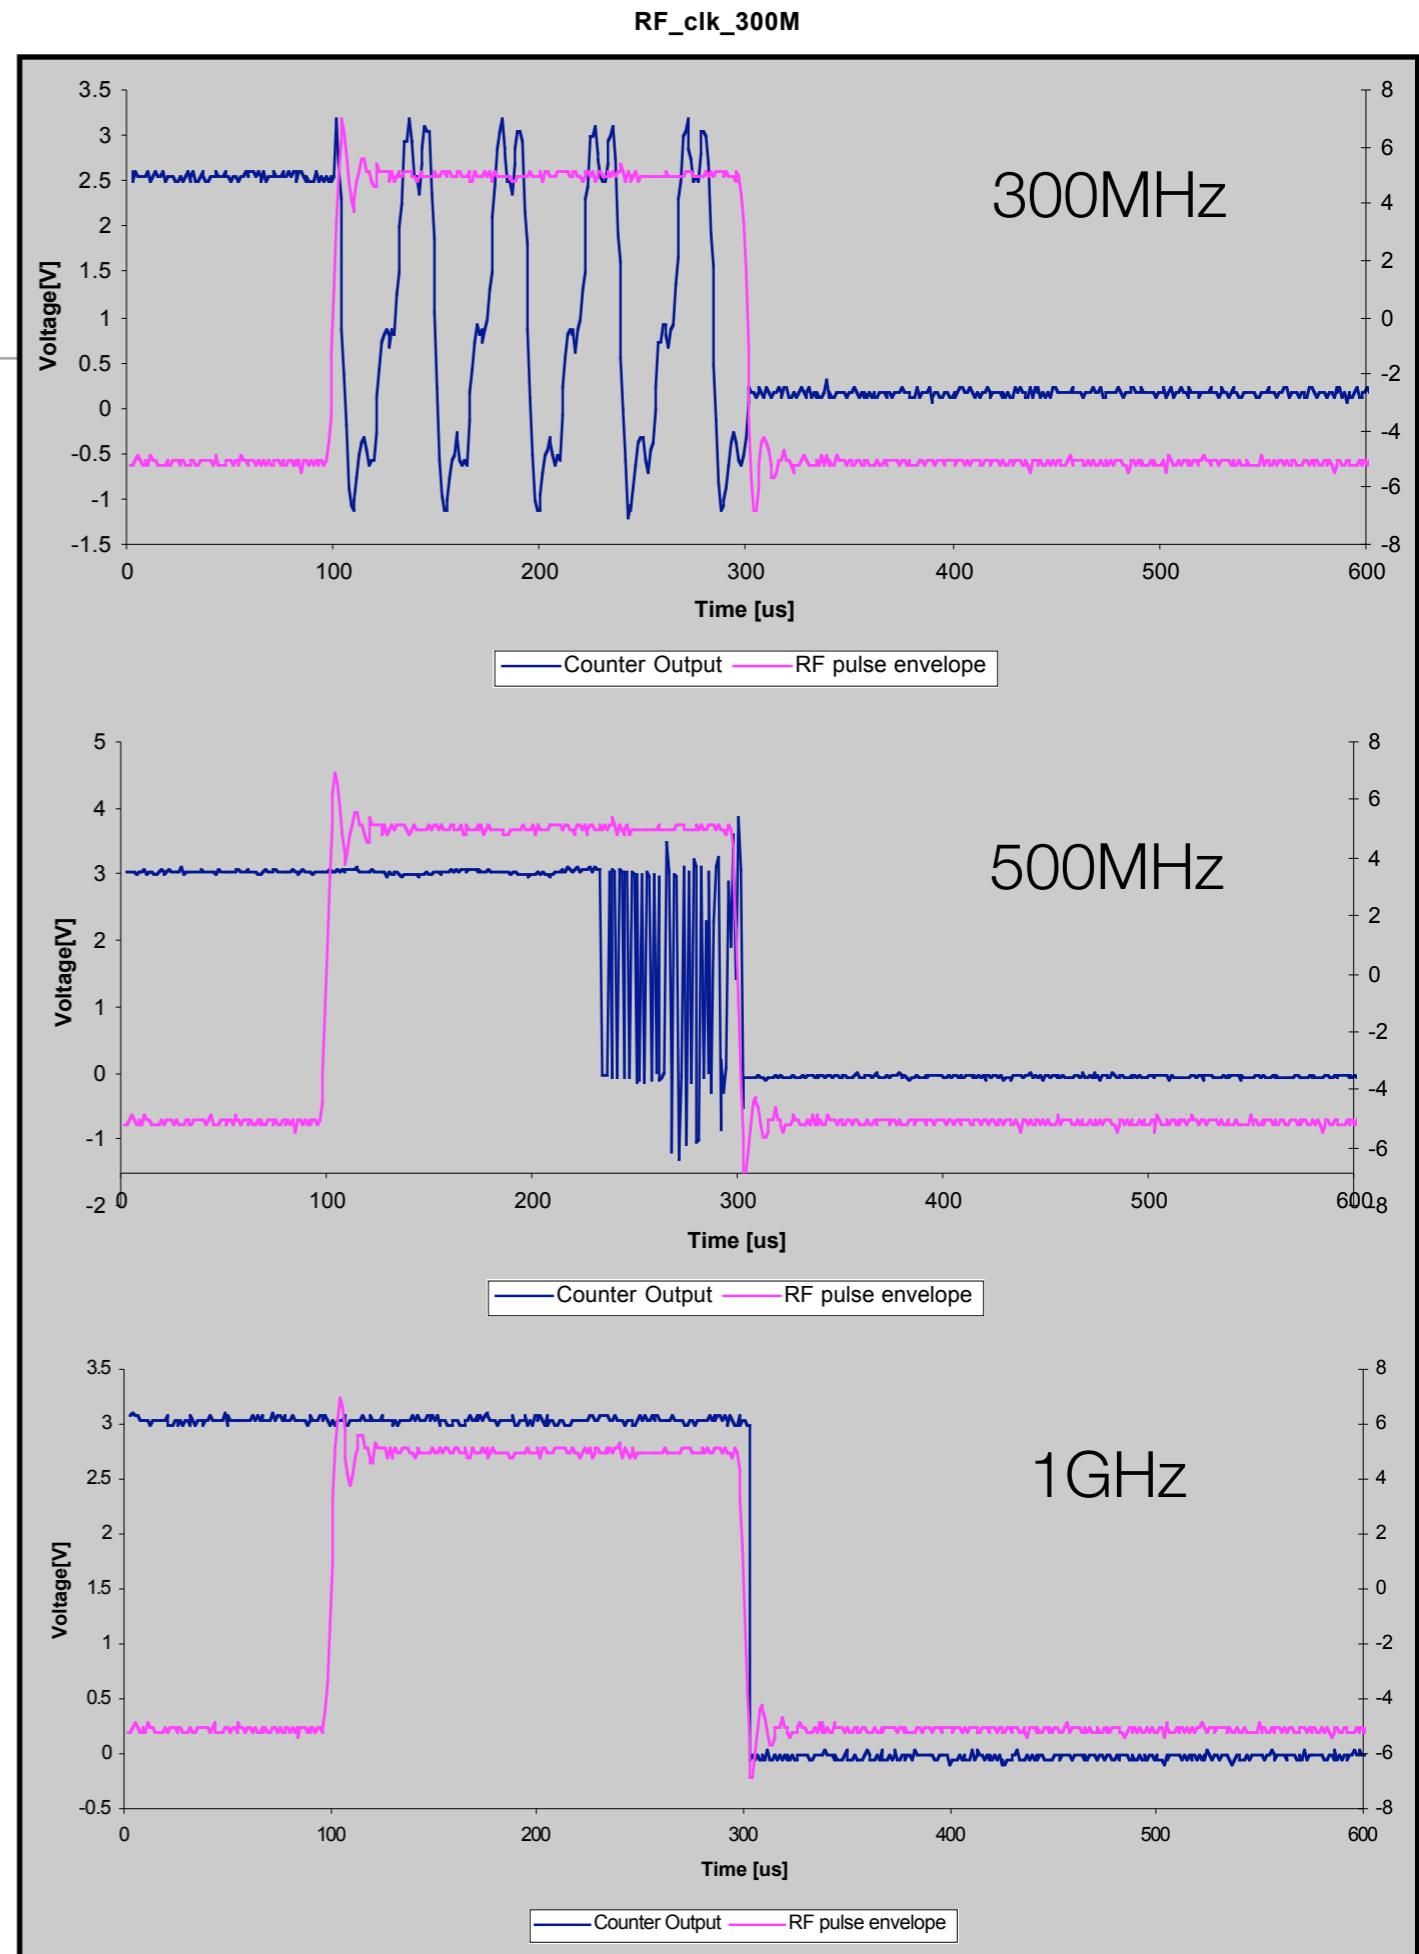 RF_clk_300M
3.5 8
3 6
2.5 4
2 2
1.5
1 0
0.5 -2
0 -4
-0.5 -6
-1
-1.5 -8
Voltage[V]
300MHz
0 100 200 300 400 500 600
Time [us]
Counter Output RF pulse envelope
5 8
4 6
3 4
2 2
1 0
0 -2
-1 -4
-6
Voltage[V]
500MHz
-2 0 100 200 300 400 500 600 -8
Time [us]
Counter Output RF pulse envelope
3.5 8
3 6
2.5 4
2 2
1.5 0
1 -2
0.5 -4
0 -6
-0.5 -8
Voltage[V]
1GHz
0 100 200 300 400 500 600
Time [us]
Counter Output RF pulse envelope